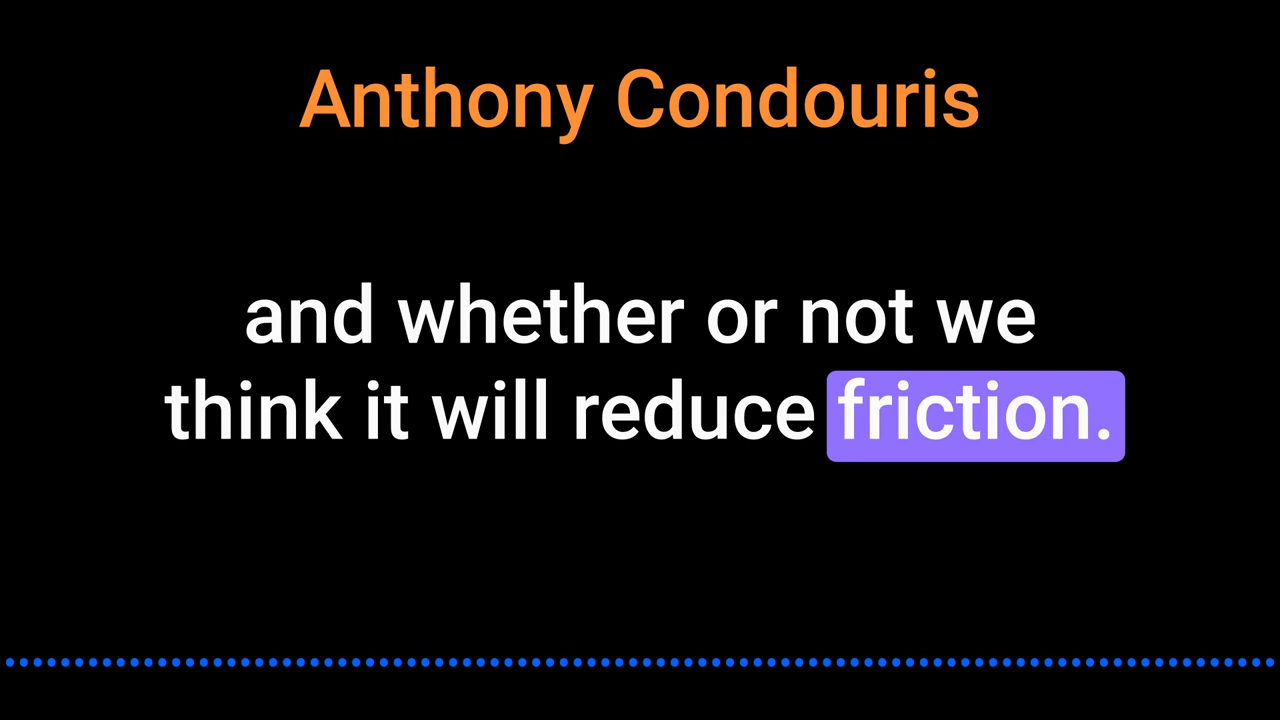 Anthony Condouris
and whether or not we
think it will reduce friction.